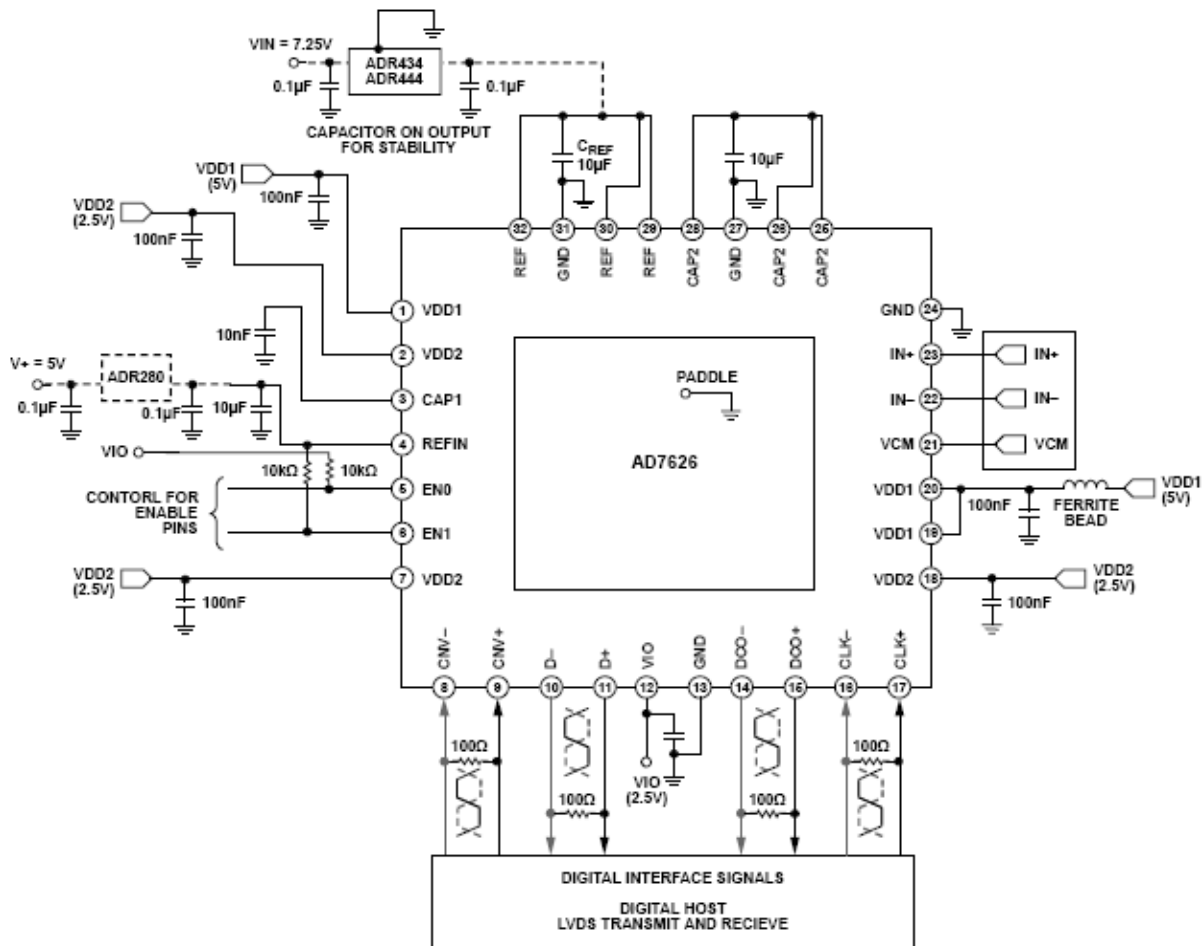 VIN = 7.25V
ADR434
ADR444
0.1µF
0.1µF
CAPACITOR ON OUTPUT
FOR STABILITY
CREF
10µF
10µF
VDD1
(5V)
100nF
VDD2
(2.5V)
100nF
32
31
30
29
28
27
26
25
REF
GND
REF
REF
CAP2
GND
CAP2
CAP2
1 VDD1
10nF
2 VDD2
V+ = 5V
ADR280
0.1µF
0.1µF
10µF
3 CAP1
4 REFIN
VIO
10kΩ
10kΩ
5 EN0
CONTORL FOR
ENABLE
PINS
6 EN1
VDD2
(2.5V)
7 VDD2
100nF
PADDLE
AD7626
GND 24
IN+ 23
IN+
IN– 22
IN–
VCM 21
VCM
VDD1 20
100nF
FERRITE
BEAD
VDD1
(5V)
VDD1 19
VDD2 18
VDD2
(2.5V)
100nF
CNV–
CNV+
D–
D+
VIO
GND
DCO–
DCO+
CLK–
CLK+
8
9
10
11
12
13
14
15
16
17
100Ω
100Ω
VIO
(2.5V)
100Ω
100Ω
DIGITAL INTERFACE SIGNALS
DIGITAL HOST
LVDS TRANSMIT AND RECIEVE